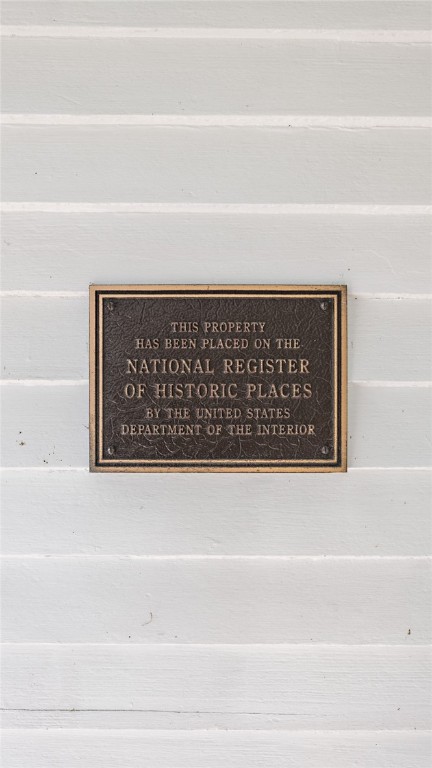 THIS PROPERTY
HAS BEEN PLACED ON THE
NATIONAL REGISTER
OF HISTORIC PLACES
BY THE UNITED STATES
DEPARTMENT OF THE INTERIOR